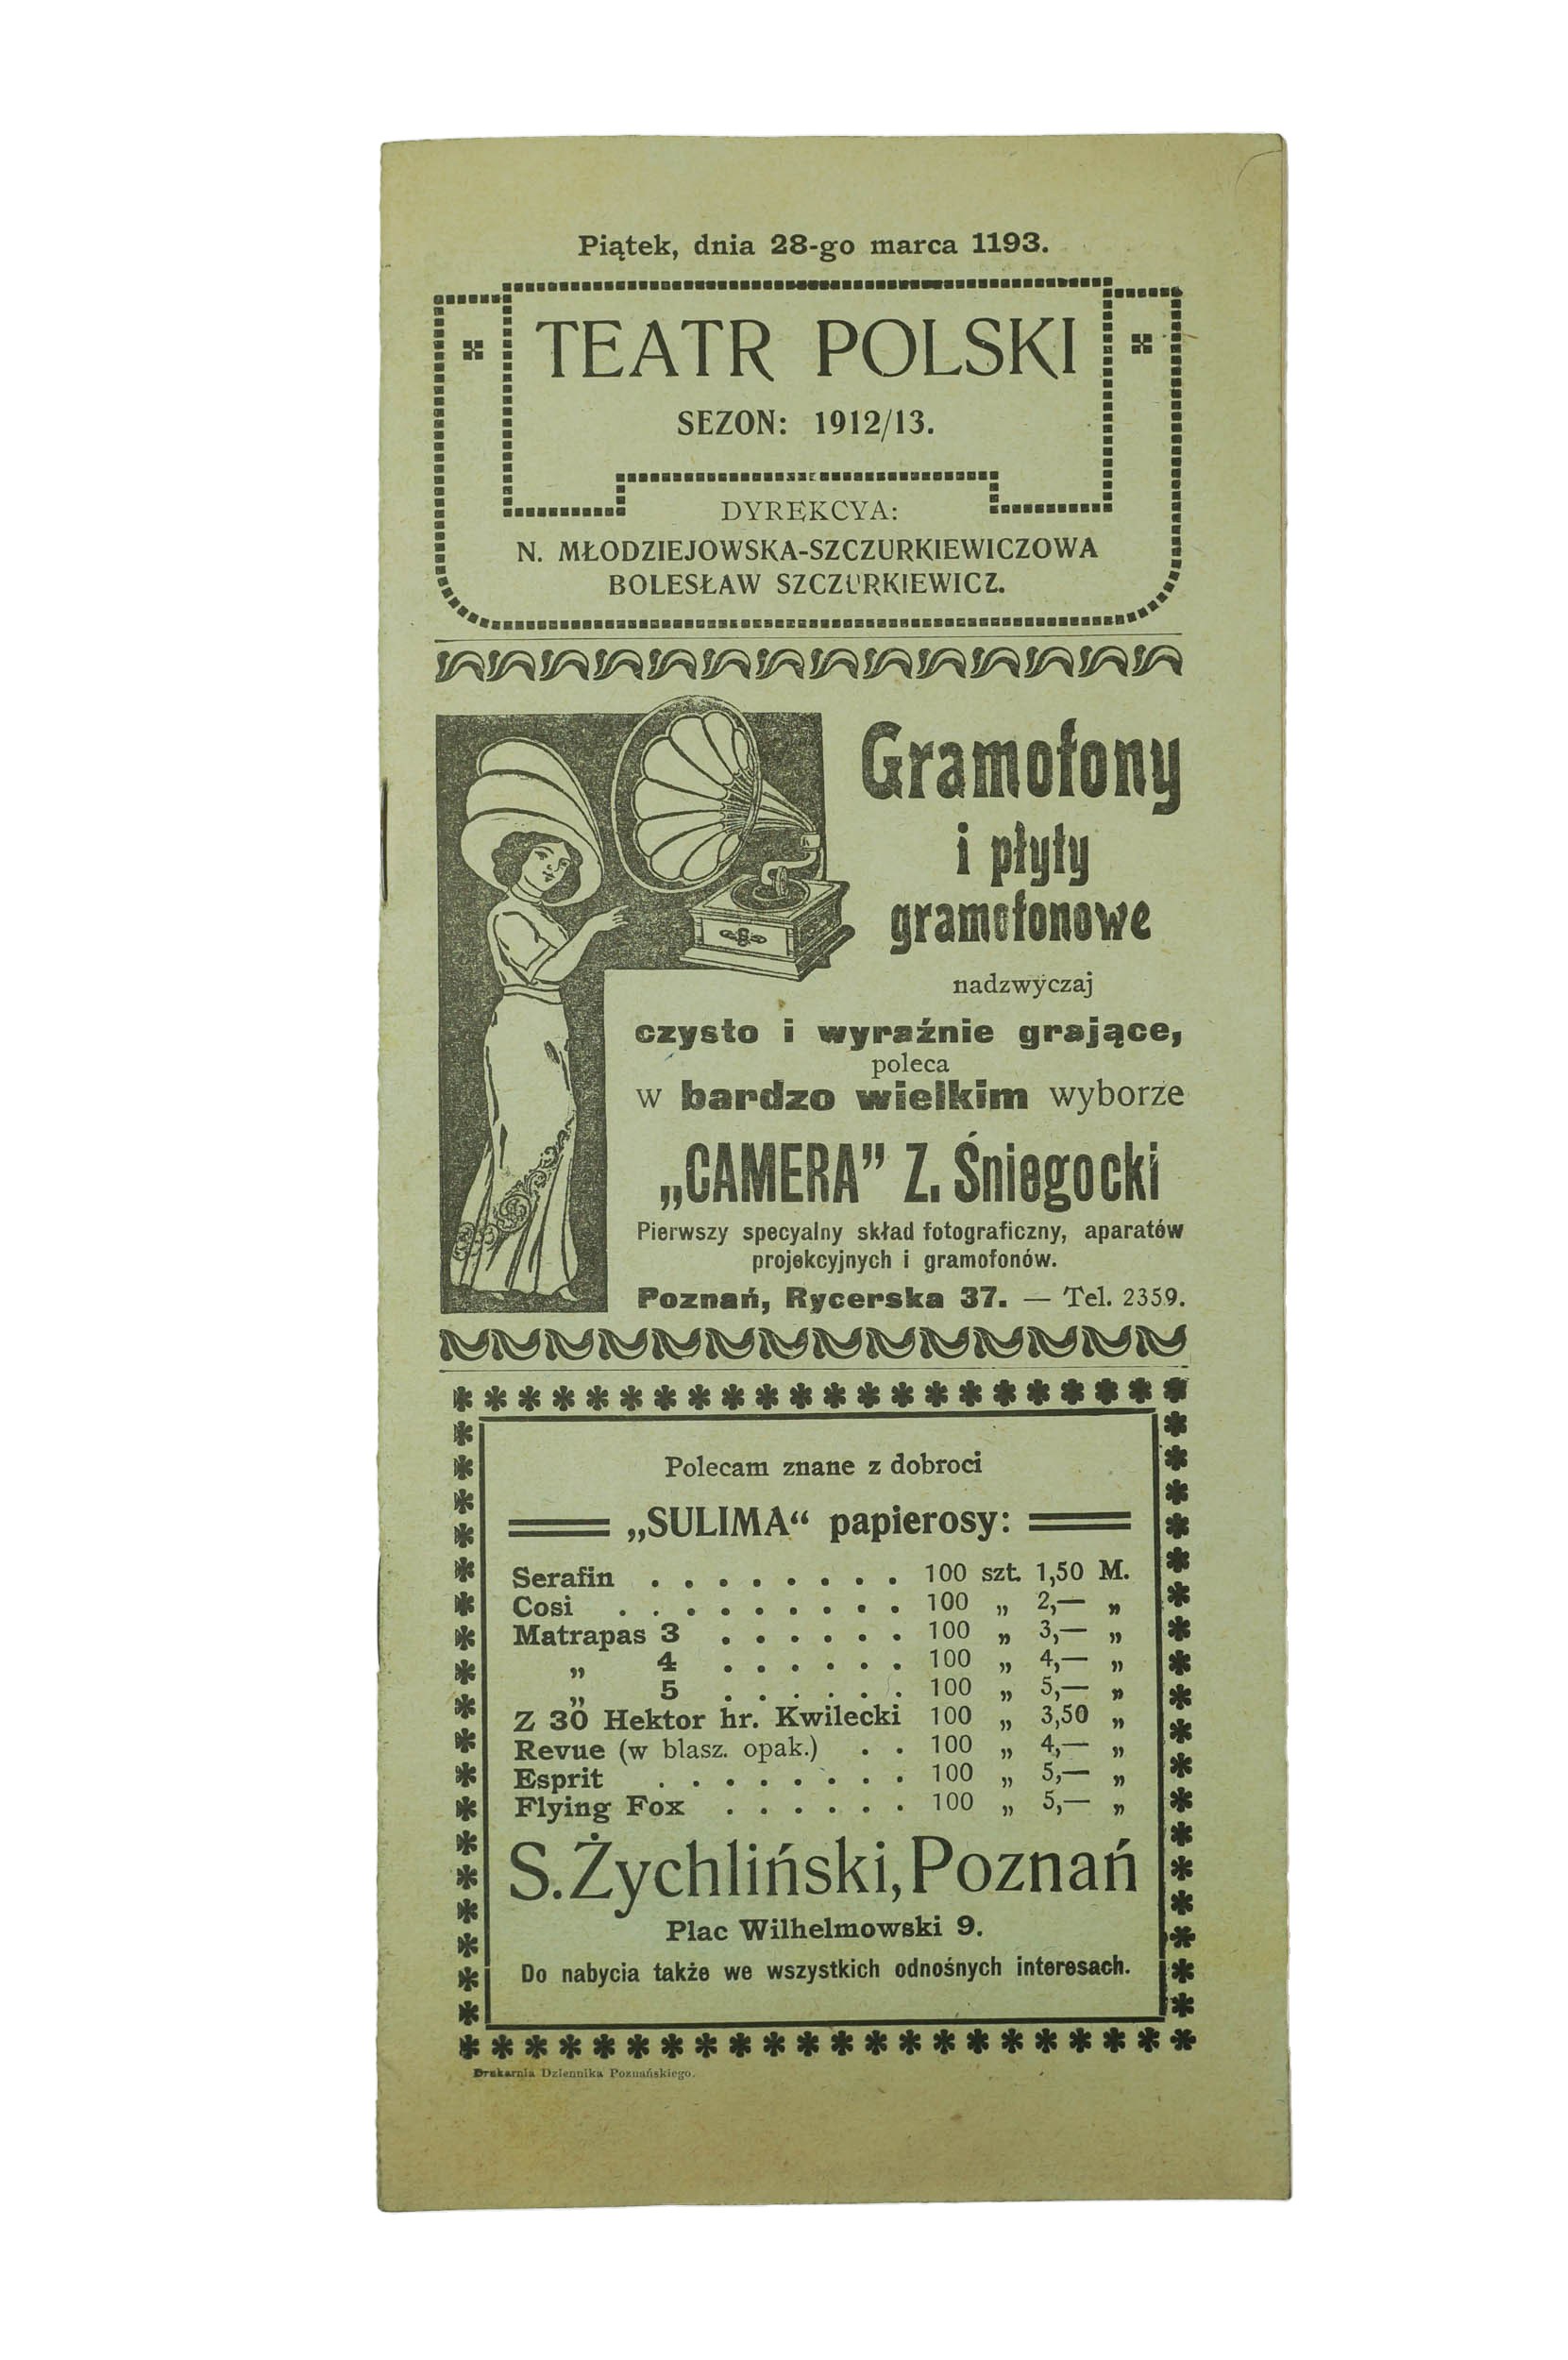 Piątek, dnia 28-go marca 1193.
TEATR POLSKI
SEZON: 1912/13.
DYREKCYA:
N. MŁODZIEJOWSKA-SZCZURKIEWICZOWA
BOLESŁAW SZCZURKIEWICZ.
Gramofony
i płyty
gramofonowe
nadzwyczaj
czysto i wyraźnie grające,
poleca
w bardzo wielkim wyborze
„CAMERA” Z. Śniegocki
Pierwszy specyalny skład fotograficzny, aparatów
projekcyjnych i gramofonów.
Poznań, Rycerska 37. — Tel. 2359.
Polecam znane z dobroci
„SULIMA“ papierosy:
Serafin . . . . . . . . 100 szt. 1,50 M.
Cosi . . . . . . . . . 100 „ 2,— „
Matrapas 3 . . . . . . 100 „ 3,— „
„ 4 . . . . . . 100 „ 4,— „
„ 5 . . . . . . 100 „ 5,— „
Z 30 Hektor hr. Kwilecki 100 „ 3,50 „
Revue (w blasz. opak.) . . 100 „ 4,— „
Esprit . . . . . . . . 100 „ 5,— „
Flying Fox . . . . . . 100 „ 5,— „
S. Żychliński, Poznań
Plac Wilhelmowski 9.
Do nabycia także we wszystkich odnośnych interesach.
Drukarnia Dziennika Poznańskiego.